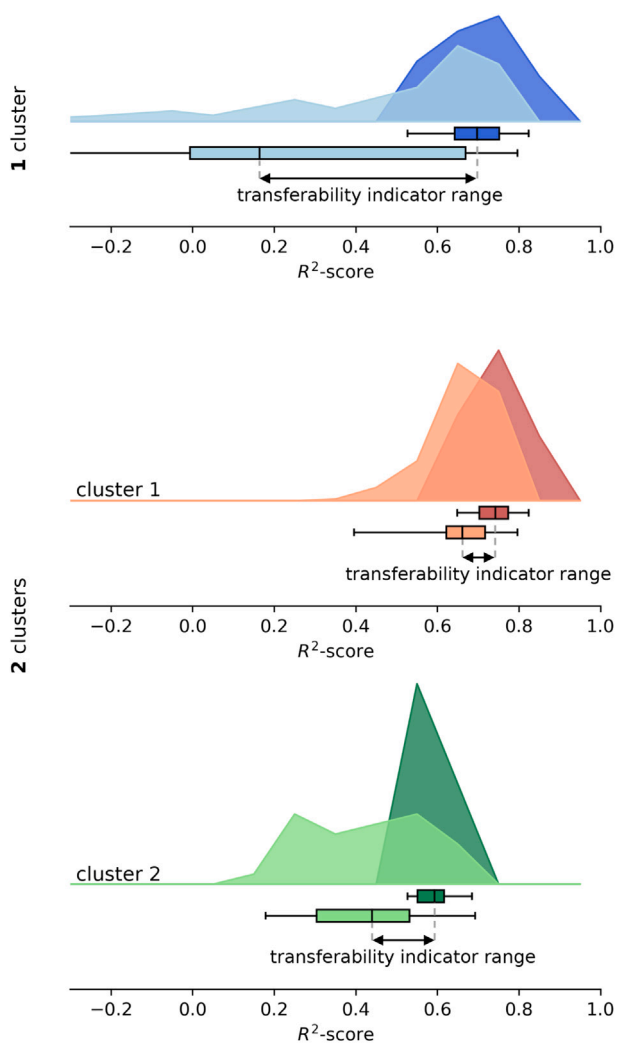 1 cluster
transferability indicator range
−0.2 0.0 0.2 0.4 0.6 0.8 1.0
R²-score
2 clusters
cluster 1
transferability indicator range
−0.2 0.0 0.2 0.4 0.6 0.8 1.0
R²-score
cluster 2
transferability indicator range
−0.2 0.0 0.2 0.4 0.6 0.8 1.0
R²-score